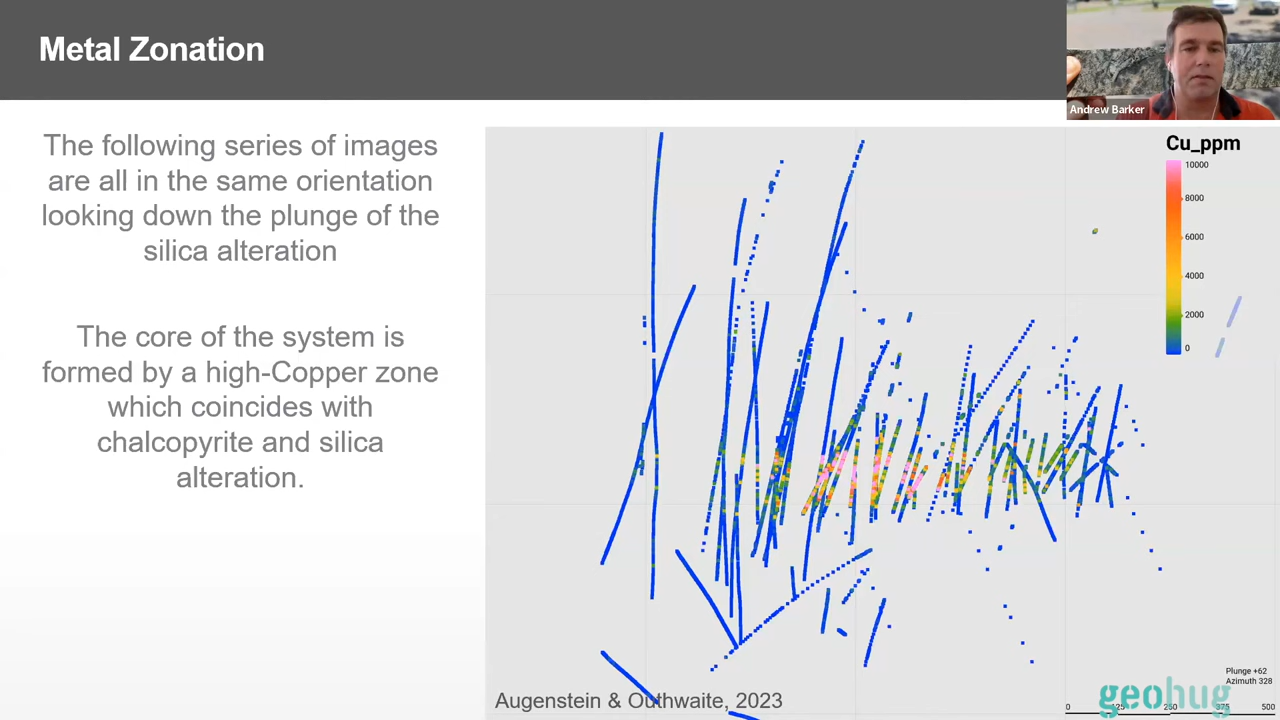 Metal Zonation
Andrew Barker
The following series of images
are all in the same orientation
looking down the plunge of the
silica alteration
The core of the system is
formed by a high-Copper zone
which coincides with
chalcopyrite and silica
alteration.
Cu_ppm
10000
8000
6000
4000
2000
0
Augenstein & Outhwaite, 2023
Plunge +62
Azimuth 328
geohug
0 125 250 375 500